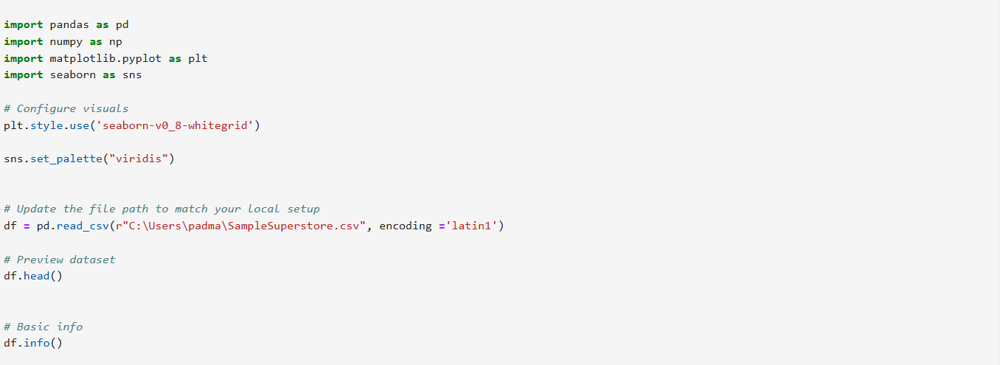 import pandas as pd
import numpy as np
import matplotlib.pyplot as plt
import seaborn as sns
# Configure visuals
plt.style.use('seaborn-v0_8-whitegrid')
sns.set_palette("viridis")
# Update the file path to match your local setup
df = pd.read_csv(r"C:\Users\padma\SampleSuperstore.csv", encoding ='latin1')
# Preview dataset
df.head()
# Basic info
df.info()